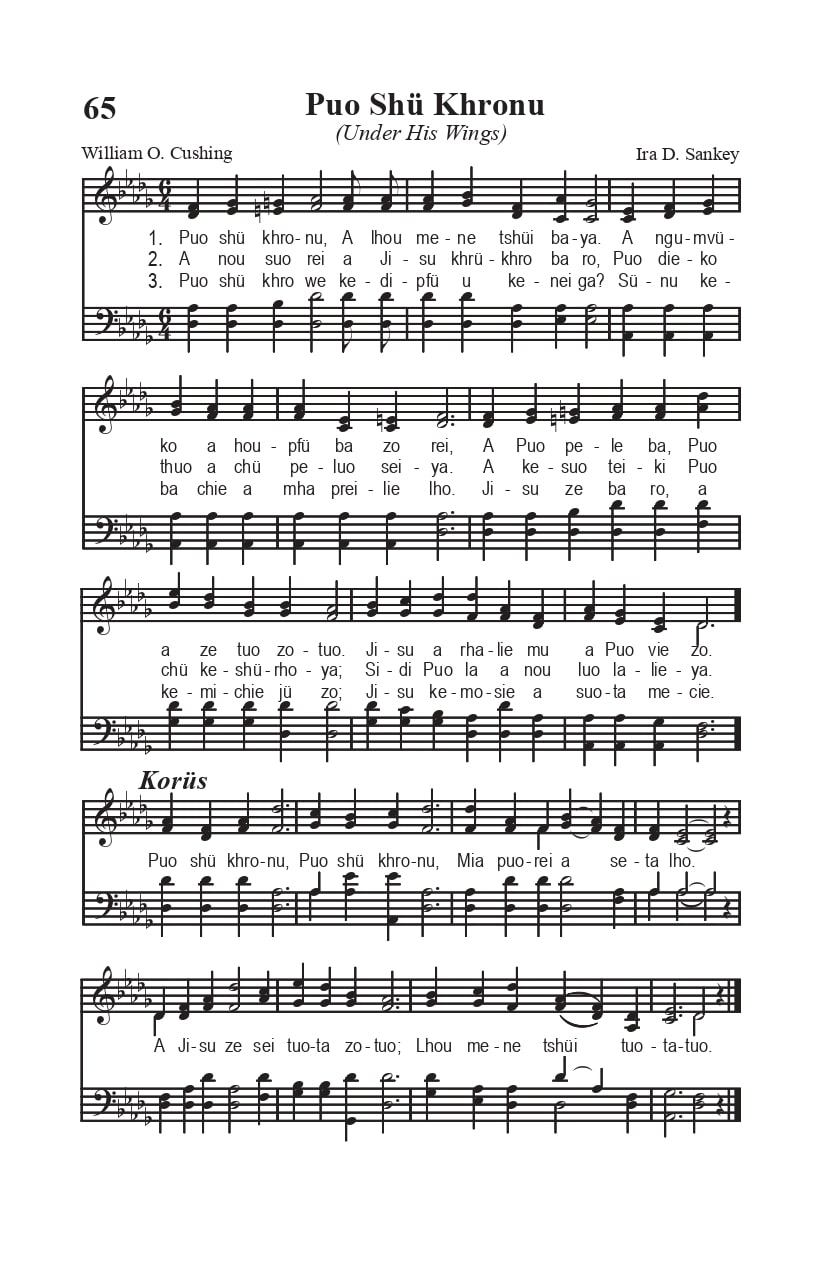 65
Puo Shü Khronu
(Under His Wings)
William O. Cushing
Ira D. Sankey
1. Puo shü khro-nu, A lhou me-ne tshüi ba-ya. A ngu-mvü-
2. A nou suo rei a Ji-su khrü-khro ba ro, Puo die-ko
3. Puo shü khro we ke-di-pfü u ke-nei ga? Sü-nu ke-
ko a hou-pfü ba zo rei, A Puo pe-le ba, Puo
thuo a chü pe-luo sei-ya. A ke-suo tei-ki Puo
ba chie a mha prei-lie lho. Ji-su ze ba ro, a
a ze tuo zo-tuo. Ji-su a rha-lie mu a Puo vie zo.
chü ke-shü-rho-ya; Si-di Puo la a nou luo la-lie-ya.
ke-mi-chie jü zo; Ji-su ke-mo-sie a suo-ta me-cie.
Korüs
Puo shü khro-nu, Puo shü khro-nu, Mia puo-rei a se-ta lho.
A Ji-su ze sei tuo-ta zo-tuo; Lhou me-ne tshüi tuo-ta-tuo.